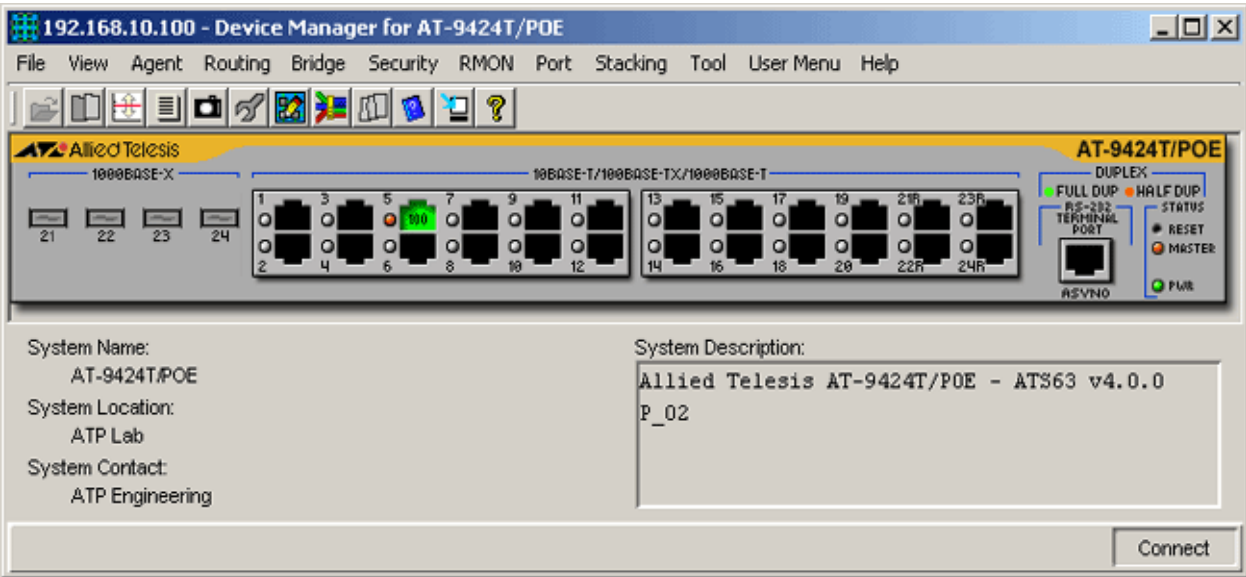 192.168.10.100 - Device Manager for AT-9424T/POE
File View Agent Routing Bridge Security RMON Port Stacking Tool User Menu Help
Allied Telesis AT-9424T/POE
1000BASE-X 10BASE-T/100BASE-TX/1000BASE-T DUPLEX
FULL DUP HALF DUP
1 3 5 7 9 11 13 15 17 19 21R 23R RS-232 TERMINAL PORT STATUS
100 RESET
21 22 23 24 MASTER
2 4 6 8 10 12 14 16 18 20 22R 24R
ASYNO PWR
System Name: System Description:
AT-9424T/POE Allied Telesis AT-9424T/POE - ATS63 v4.0.0
System Location: P_02
ATP Lab
System Contact:
ATP Engineering
Connect